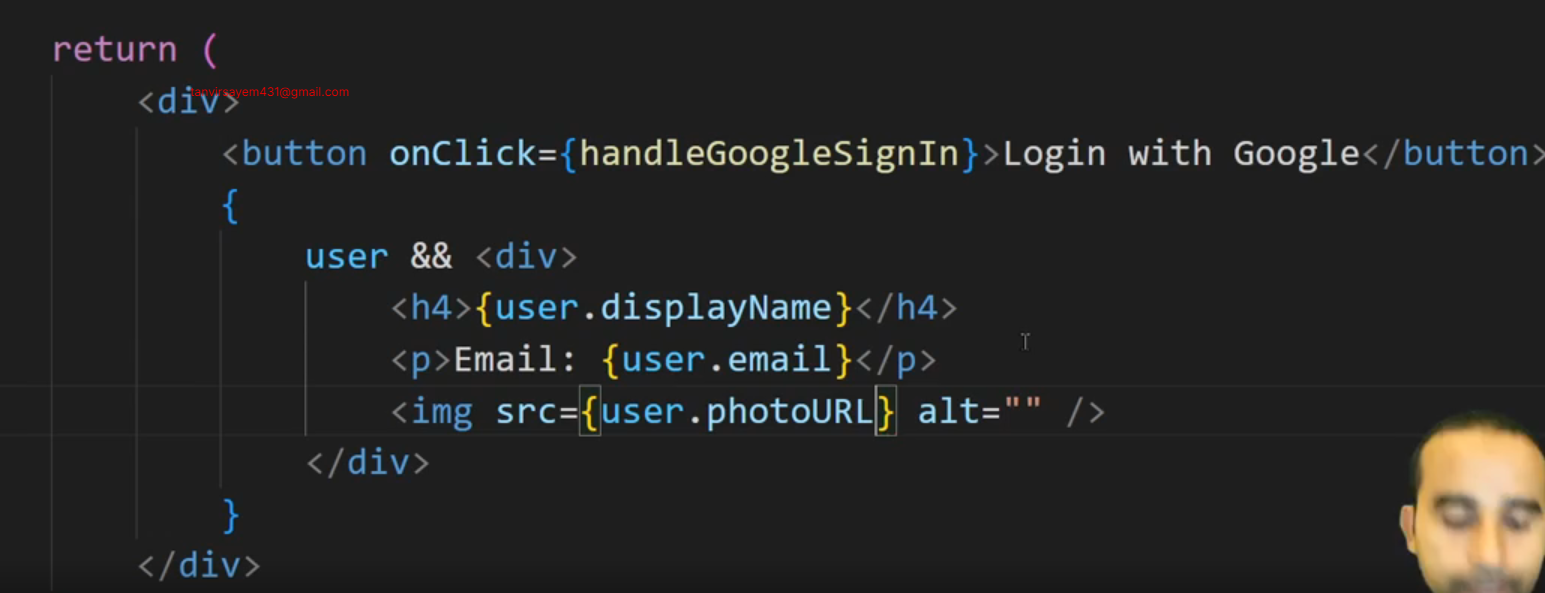 return (
tanvirsayem431@gmail.com
<div>
<button onClick={handleGoogleSignIn}>Login with Google</button>
{
user && <div>
<h4>{user.displayName}</h4>
<p>Email: {user.email}</p>
<img src={user.photoURL} alt="" />
</div>
}
</div>